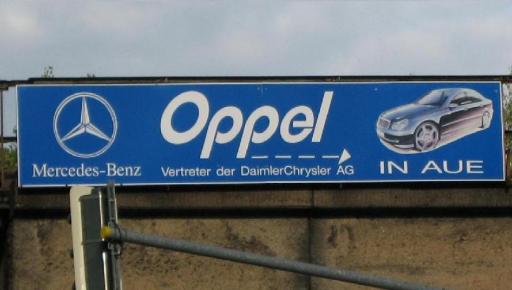 Oppel
Mercedes-Benz
Vertreter der DaimlerChrysler AG
IN AUE